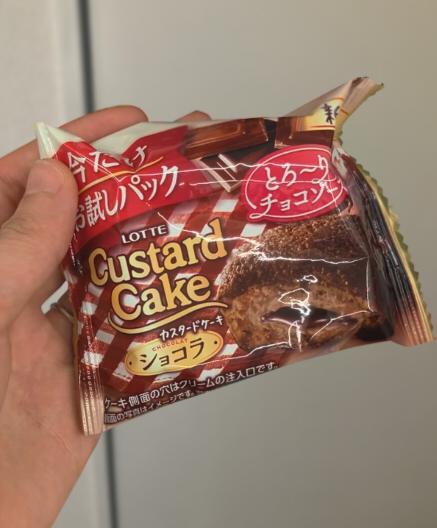 今だけ
お試しパック
とろ～り
チョコソース
LOTTE
Custard
Cake
カスタードケーキ
CHOCOLAT
ショコラ
ケーキ側面の穴はクリームの注入口です。
画面の写真はイメージです。